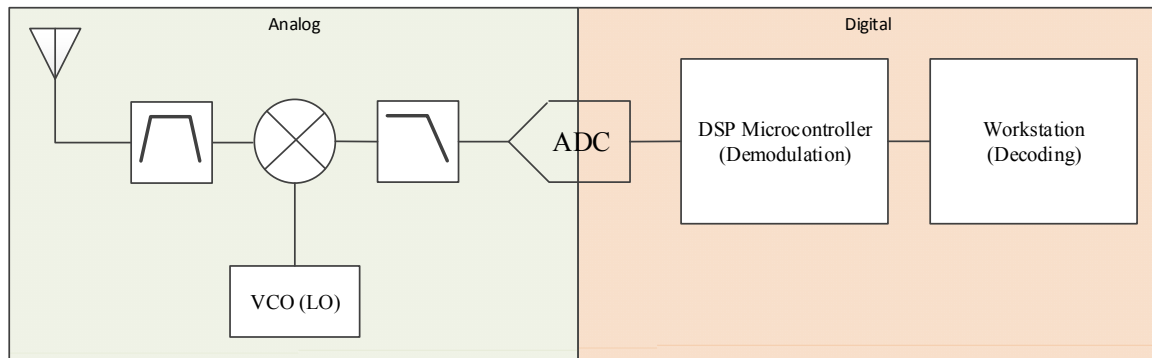 Analog
Digital
ADC
DSP Microcontroller
(Demodulation)
Workstation
(Decoding)
VCO (LO)